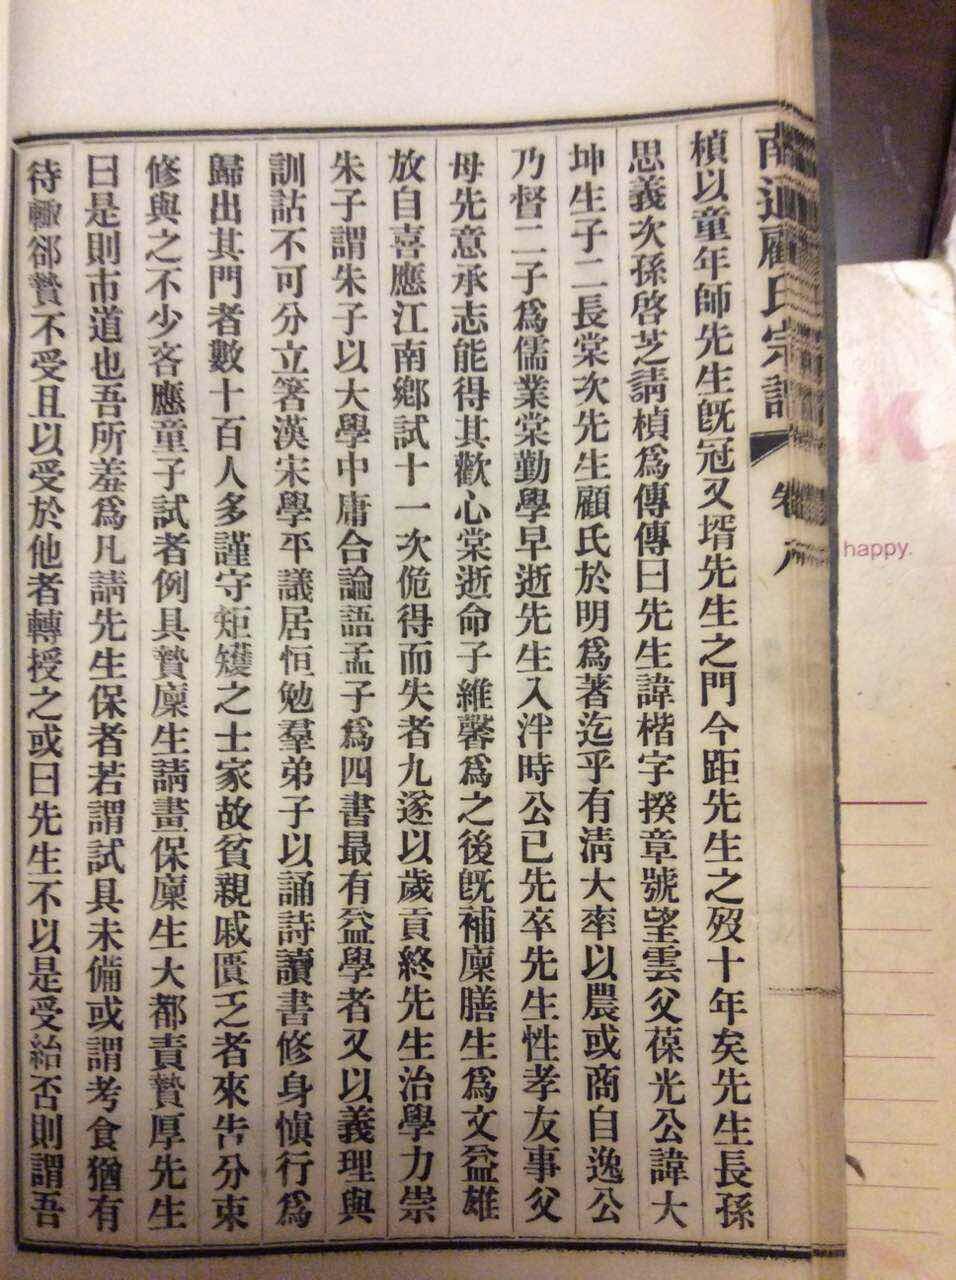 南通顧氏宗譜 卷八
楨以童年師先生旣冠又壻先生之門今距先生之歿十年矣先生長孫
思義次孫啓芝請楨爲傳傳曰先生諱楷字揆章號望雲父葆光公諱大
坤生子二長棠次先生顧氏於明爲著迄乎有淸大率以農或商自逸公
乃督二子爲儒業棠勤學早逝先生入泮時公已先卒先生性孝友事父
母先意承志能得其歡心棠逝命子維馨爲之後旣補廩膳生爲文益雄
放自喜應江南鄉試十一次佹得而失者九遂以歲貢終先生治學力崇
朱子謂朱子以大學中庸合論語孟子爲四書最有益學者又以義理與
訓詁不可分立箸漢宋學平議居恒勉羣弟子以誦詩讀書修身愼行爲
歸出其門者數十百人多謹守矩矱之士家故貧親戚匱乏者來告分束
修與之不少吝應童子試者例具贄廩生請畫保廩生大都責贄厚先生
曰是則市道也吾所羞爲凡請先生保者若謂試具未備或謂考食猶有
待輙卻贄不受且以受於他者轉授之或曰先生不以是受紿否則謂吾
happy.